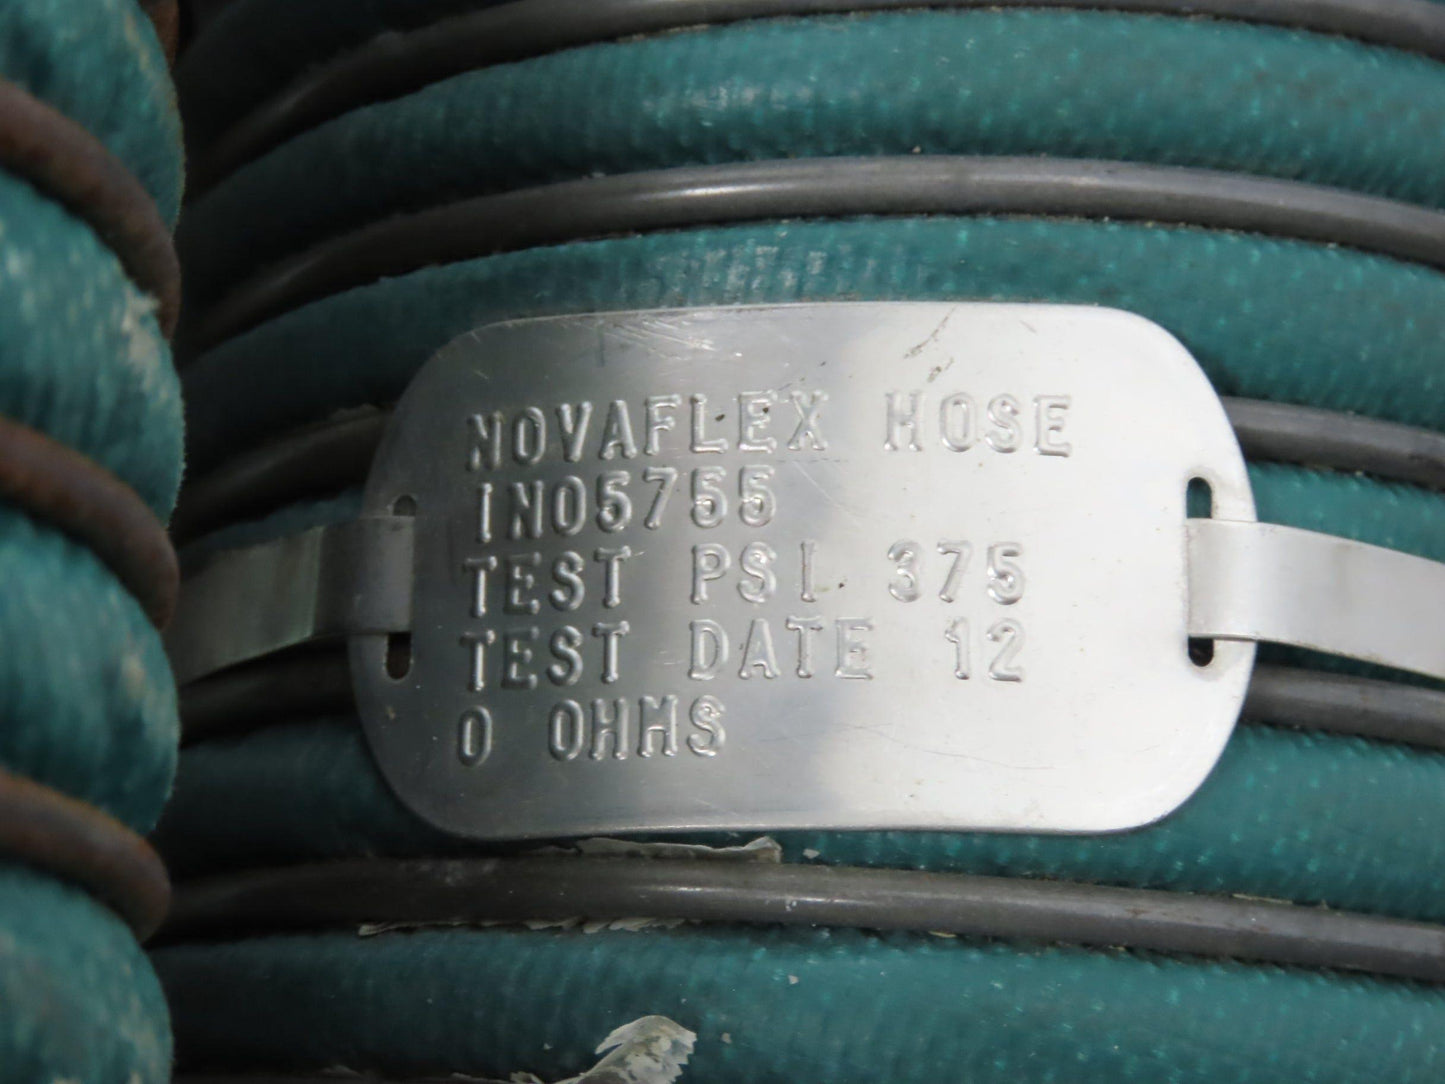 NOVAFLEX HOSE
IN05755
TEST PSI 375
TEST DATE 12
0 OHMS